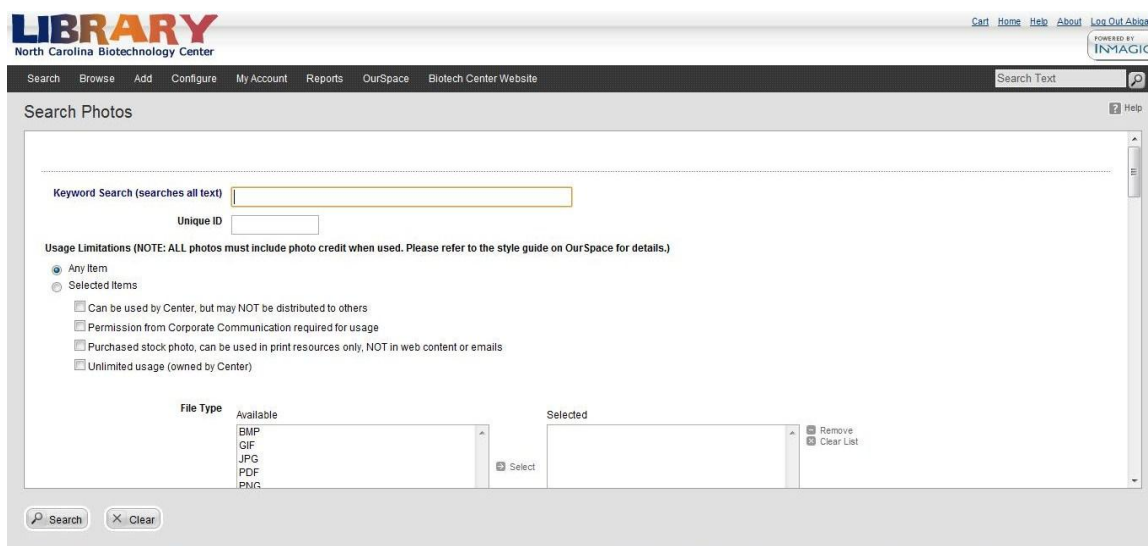 LIBRARY
North Carolina Biotechnology Center
Cart Home Help About Log Out Abiga
POWERED BY
INMAGIC
Search Browse Add Configure My Account Reports OurSpace Biotech Center Website
Search Text
Search Photos
Help
Keyword Search (searches all text)
Unique ID
Usage Limitations (NOTE: ALL photos must include photo credit when used. Please refer to the style guide on OurSpace for details.)
Any Item
Selected Items
Can be used by Center, but may NOT be distributed to others
Permission from Corporate Communication required for usage
Purchased stock photo, can be used in print resources only, NOT in web content or emails
Unlimited usage (owned by Center)
File Type
Available
Selected
BMP
GIF
JPG
PDF
PNG
Select
Remove
Clear List
Search
Clear